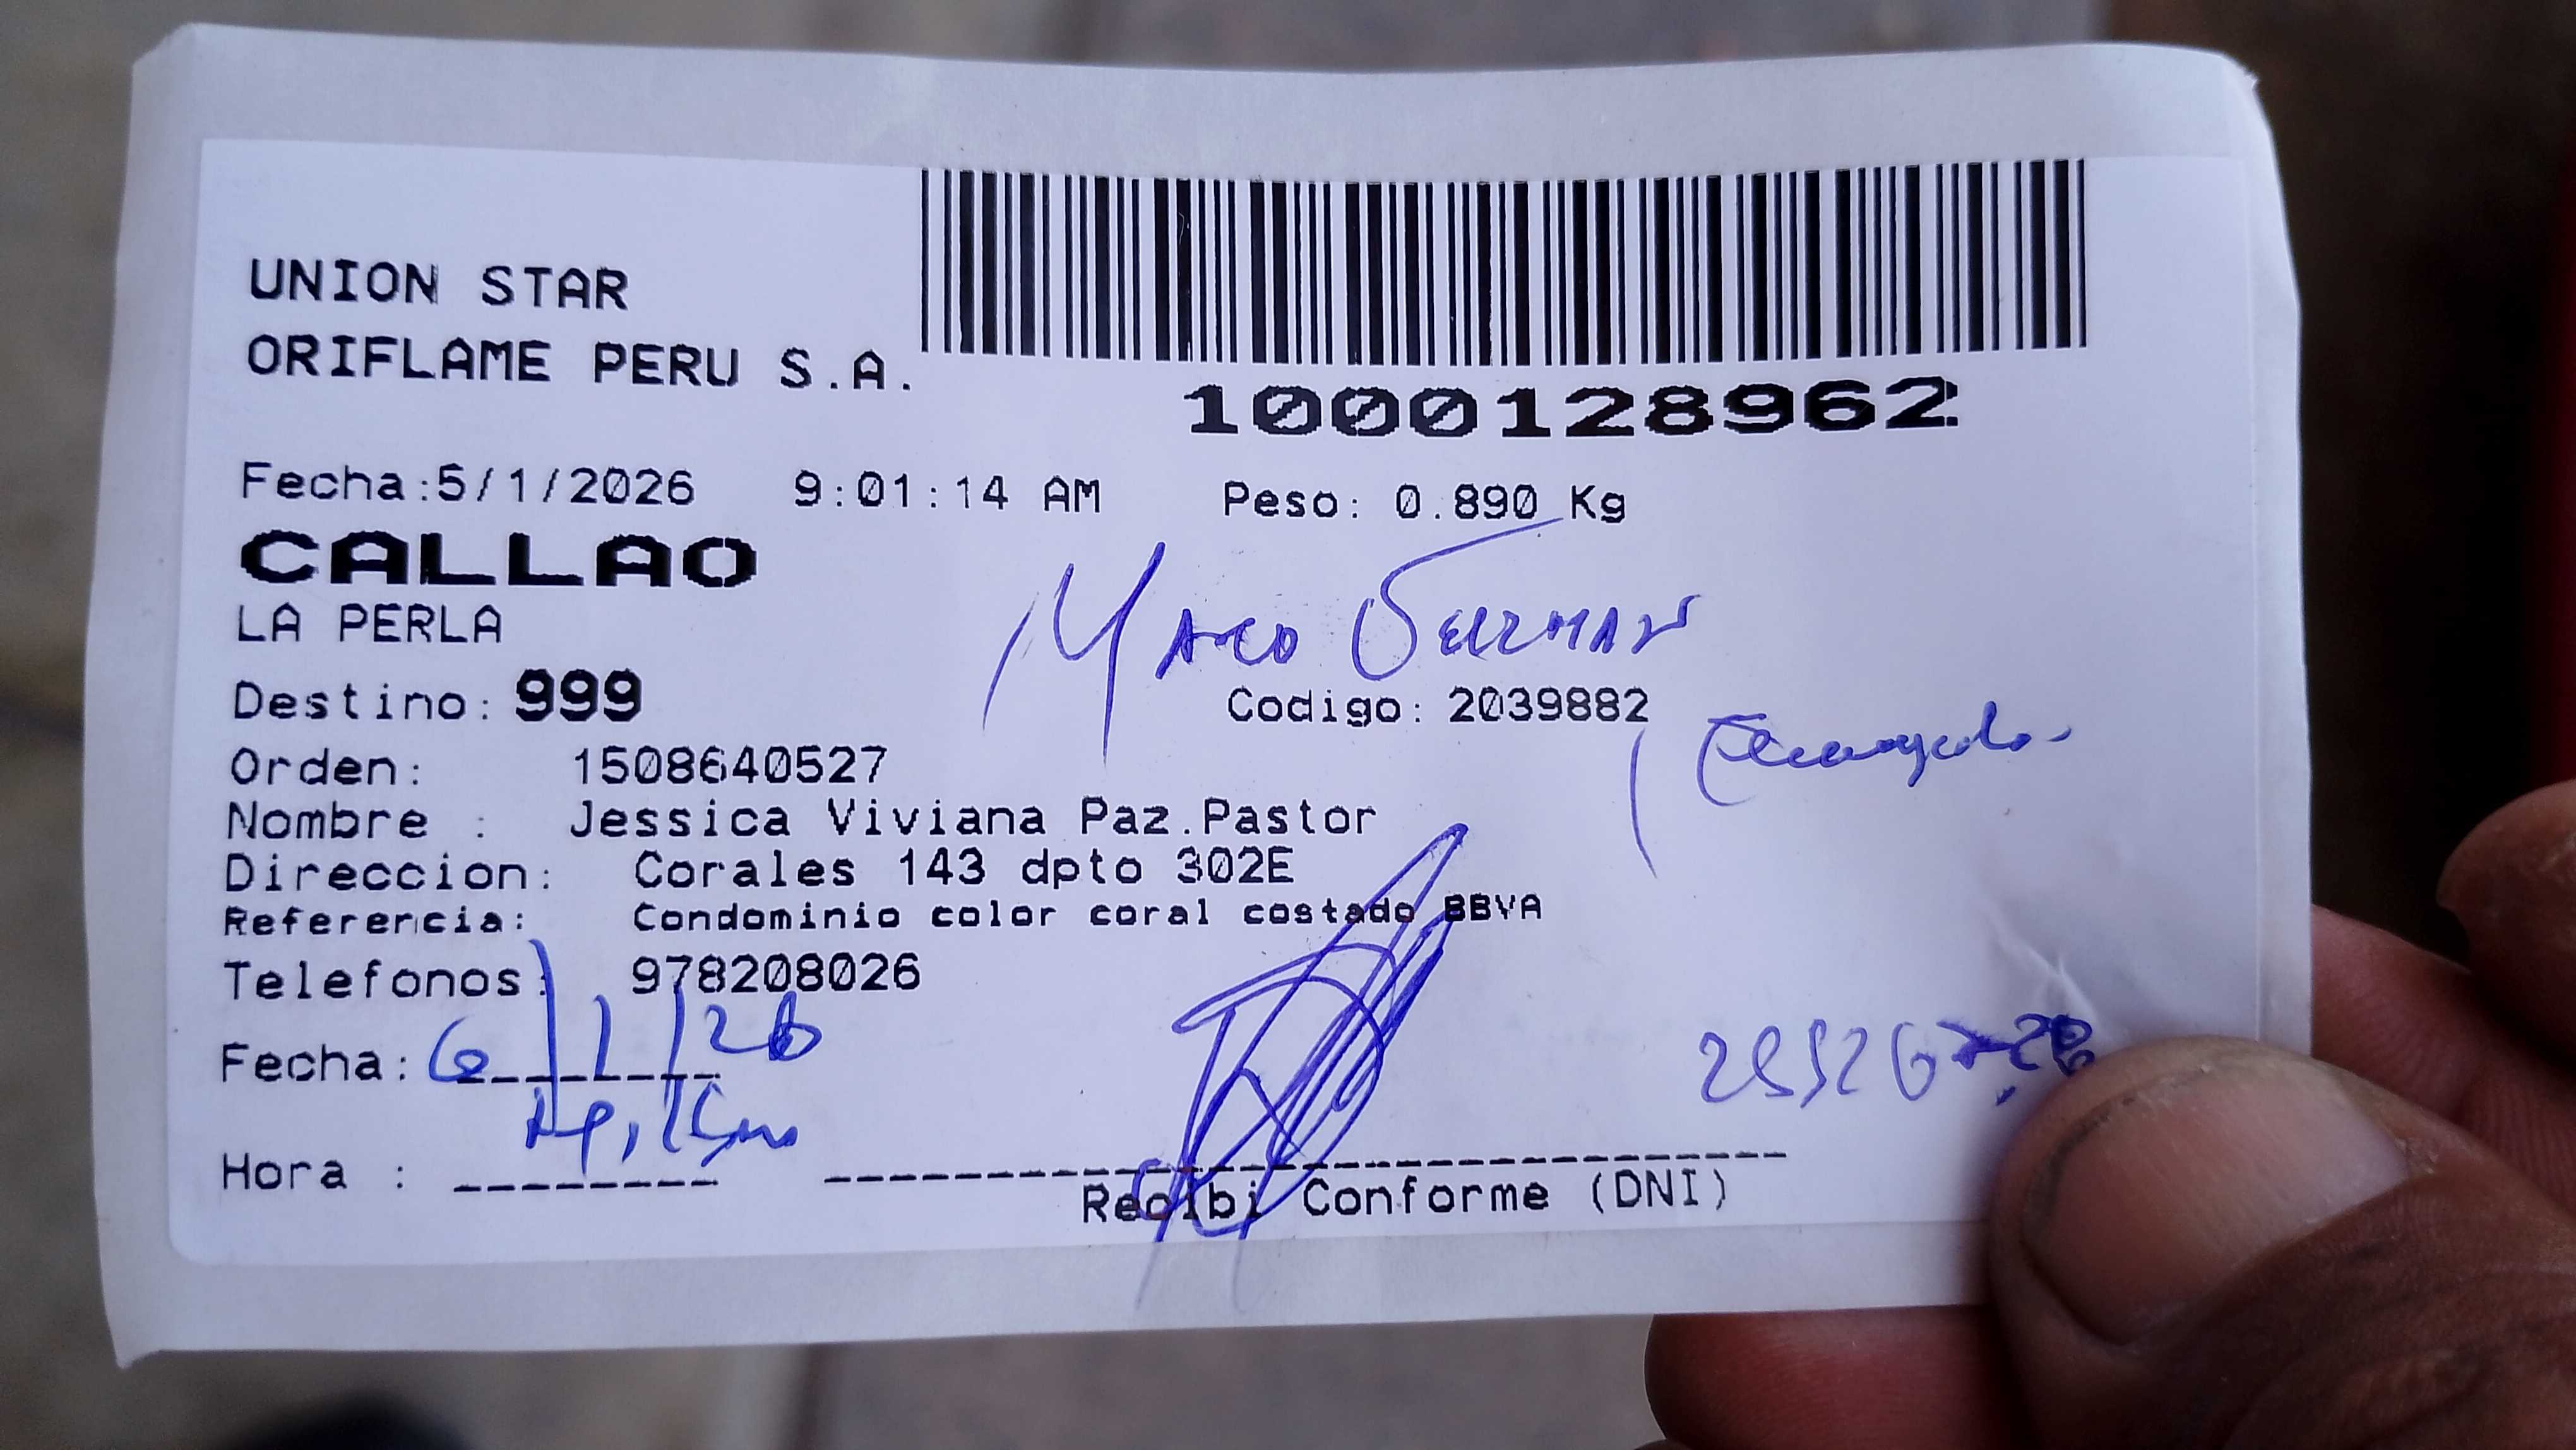 UNION STAR
ORIFLAME PERU S.A.
1000128962
Fecha:5/1/2026 9:01:14 AM Peso: 0.890 Kg
CALLAO
LA PERLA
Marco
Destino: 999 Codigo: 2039882
Orden: 1508640527
Nombre : Jessica Viviana Paz.Pastor
Direccion: Corales 143 dpto 302E
Referencia: Condominio color coral costado BBVA
Telefonos: 978208026
Fecha: 6/1/26
Hora :
Recibi Conforme (DNI)